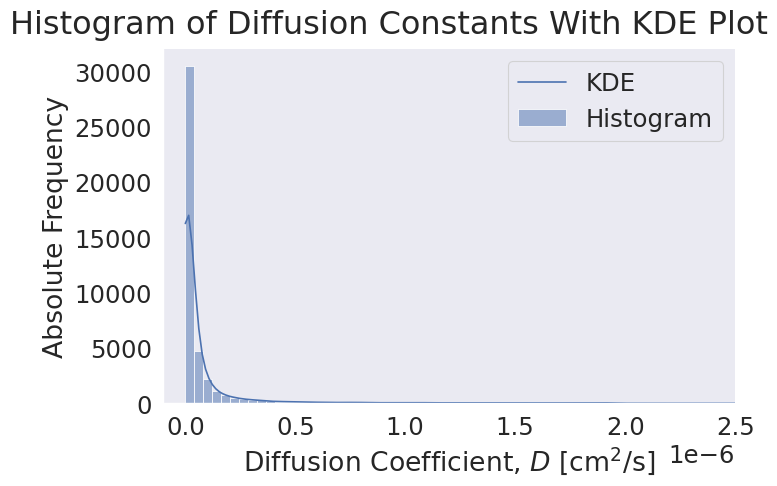 Histogram of Diffusion Constants With KDE Plot
Absolute Frequency
30000
25000
20000
15000
10000
5000
0
KDE
Histogram
0.0 0.5 1.0 1.5 2.0 2.5
1e−6
Diffusion Coefficient, D [cm²/s]